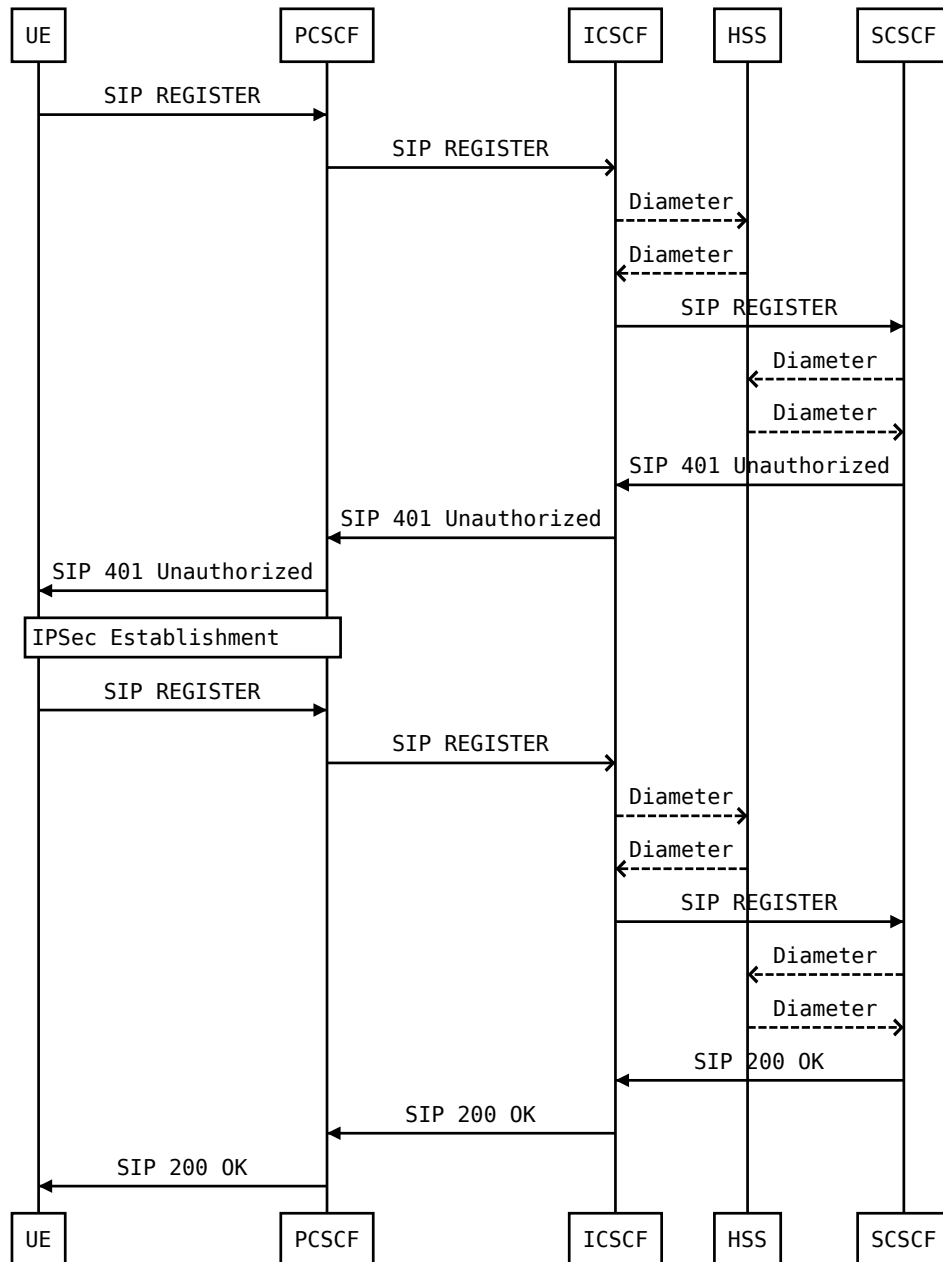 UE PCSCF ICSCF HSS SCSCF
SIP REGISTER
SIP REGISTER
Diameter
Diameter
SIP REGISTER
Diameter
Diameter
SIP 401 Unauthorized
SIP 401 Unauthorized
SIP 401 Unauthorized
IPSec Establishment
SIP REGISTER
SIP REGISTER
Diameter
Diameter
SIP REGISTER
Diameter
Diameter
SIP 200 OK
SIP 200 OK
SIP 200 OK
UE PCSCF ICSCF HSS SCSCF